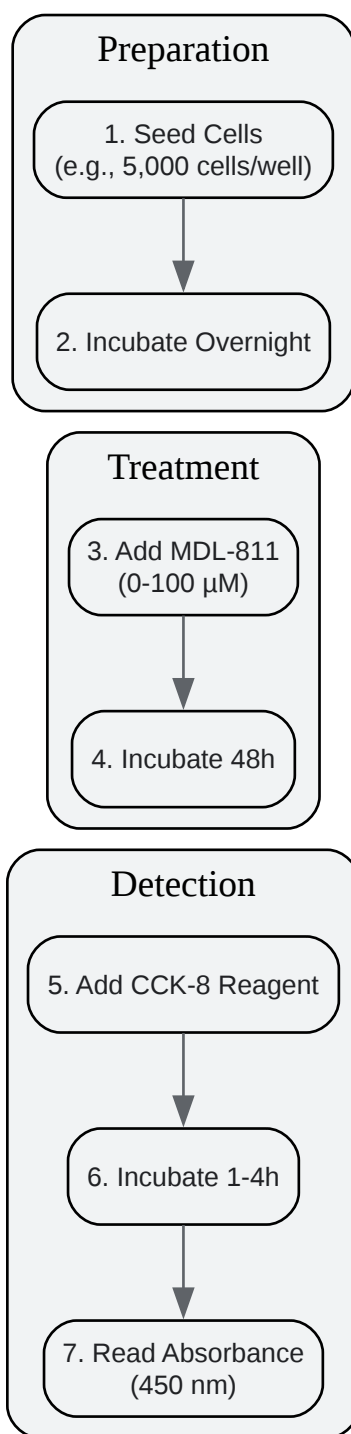 Preparation
1. Seed Cells
(e.g., 5,000 cells/well)
2. Incubate Overnight
Treatment
3. Add MDL-811
(0-100 µM)
4. Incubate 48h
Detection
5. Add CCK-8 Reagent
6. Incubate 1-4h
7. Read Absorbance
(450 nm)